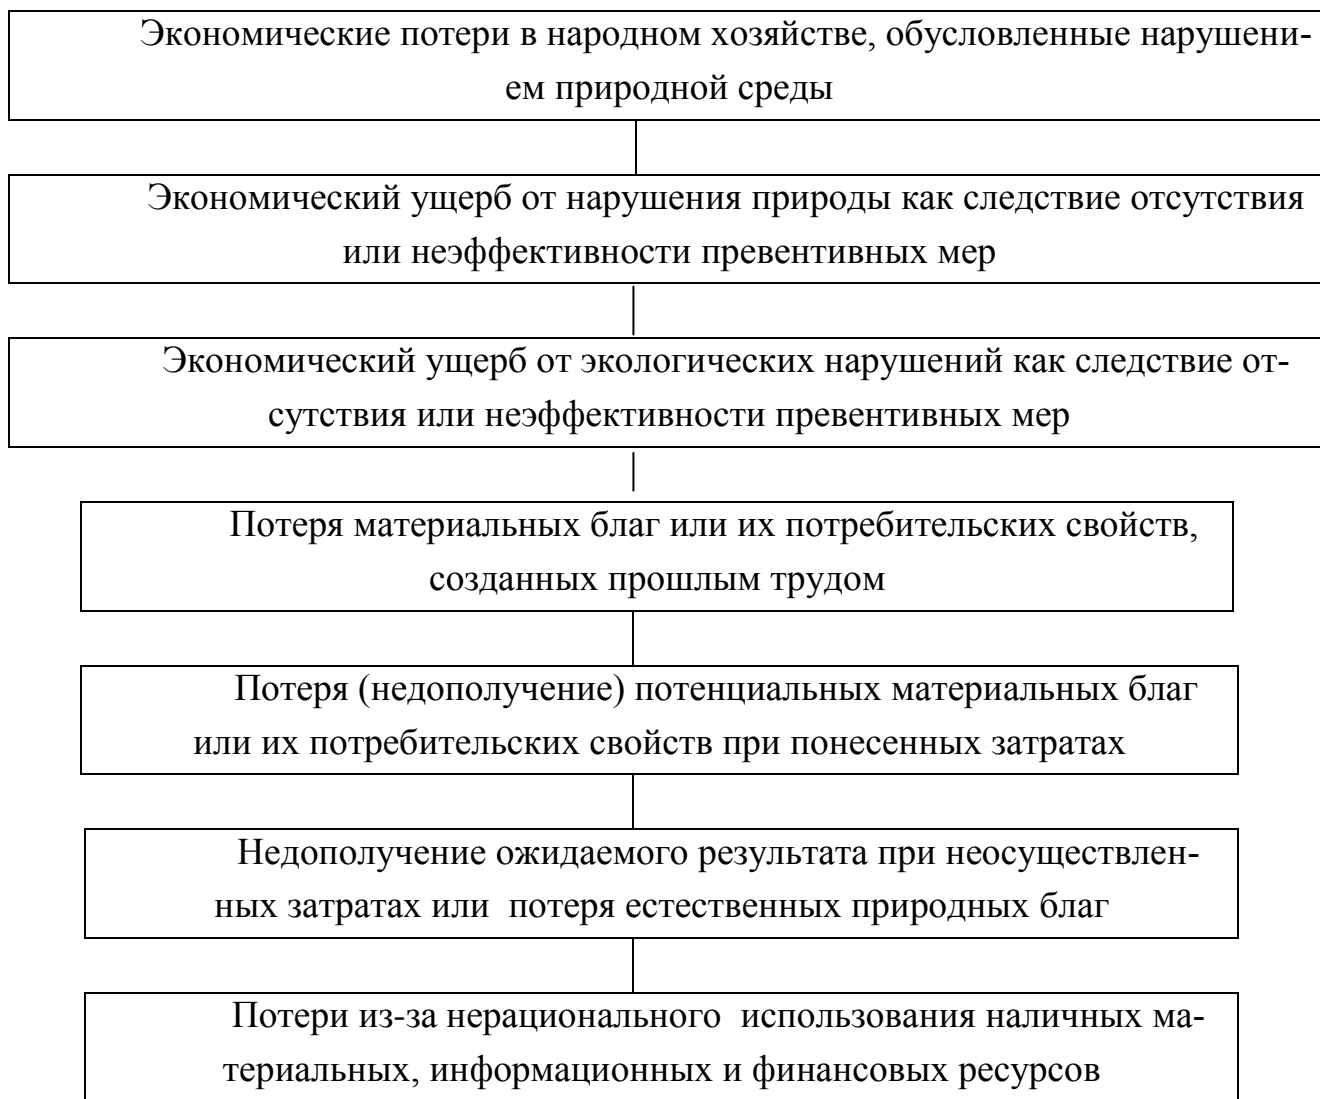 Экономические потери в народном хозяйстве, обусловленные нарушени-
ем природной среды
Экономический ущерб от нарушения природы как следствие отсутствия
или неэффективности превентивных мер
Экономический ущерб от экологических нарушений как следствие от-
сутствия или неэффективности превентивных мер
Потеря материальных благ или их потребительских свойств,
созданных прошлым трудом
Потеря (недополучение) потенциальных материальных благ
или их потребительских свойств при понесенных затратах
Недополучение ожидаемого результата при неосуществлен-
ных затратах или потеря естественных природных благ
Потери из-за нерационального использования наличных ма-
териальных, информационных и финансовых ресурсов